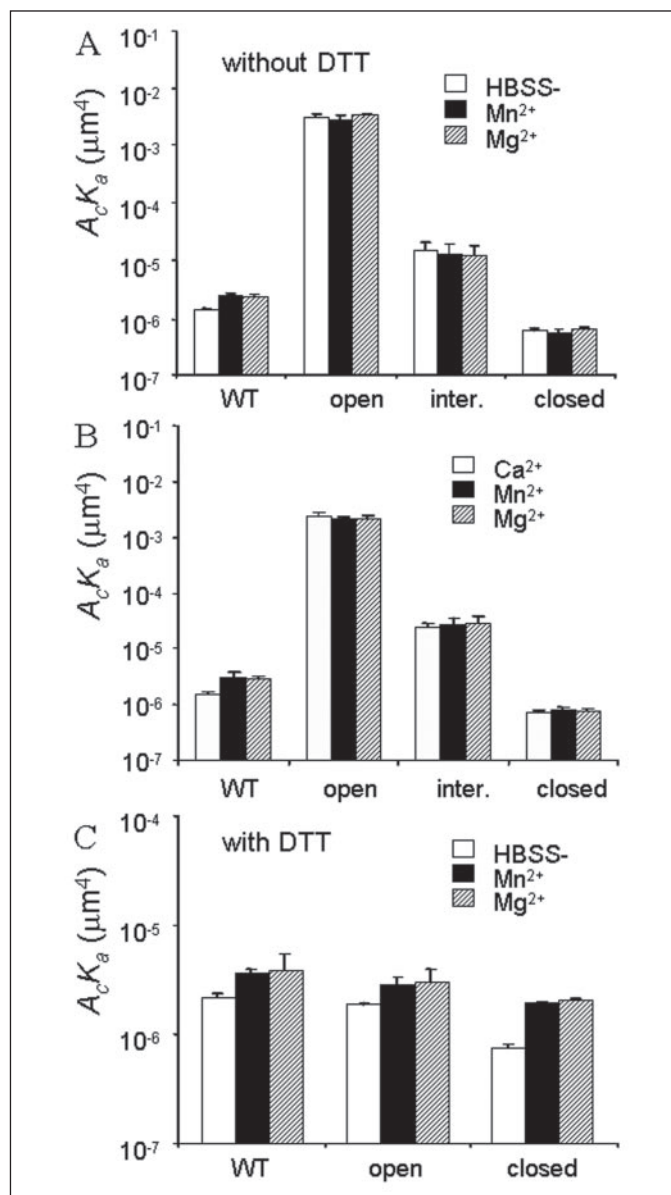 A
without DTT
HBSS-
Mn²⁺
Mg²⁺
AcKa (μm⁴)
10⁻¹
10⁻²
10⁻³
10⁻⁴
10⁻⁵
10⁻⁶
10⁻⁷
WT open inter. closed
B
Ca²⁺
Mn²⁺
Mg²⁺
AcKa (μm⁴)
10⁻¹
10⁻²
10⁻³
10⁻⁴
10⁻⁵
10⁻⁶
10⁻⁷
WT open inter. closed
C
with DTT
HBSS-
Mn²⁺
Mg²⁺
AcKa (μm⁴)
10⁻⁴
10⁻⁵
10⁻⁶
10⁻⁷
WT open closed